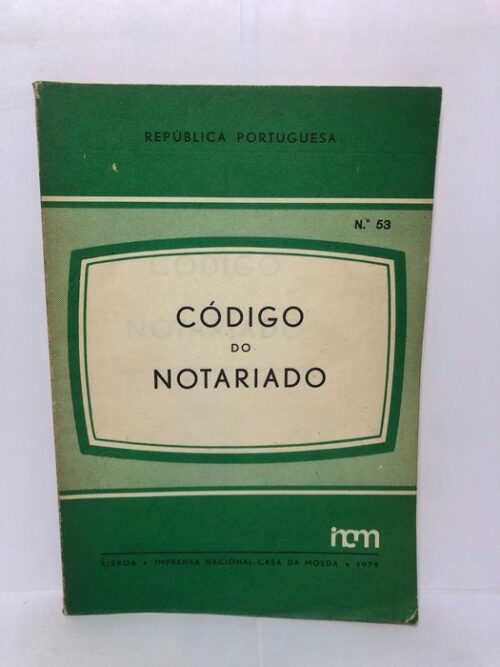 REPÚBLICA PORTUGUESA
N.º 53
CÓDIGO
DO
NOTARIADO
incm
LISBOA • IMPRENSA NACIONAL-CASA DA MOEDA • 1979